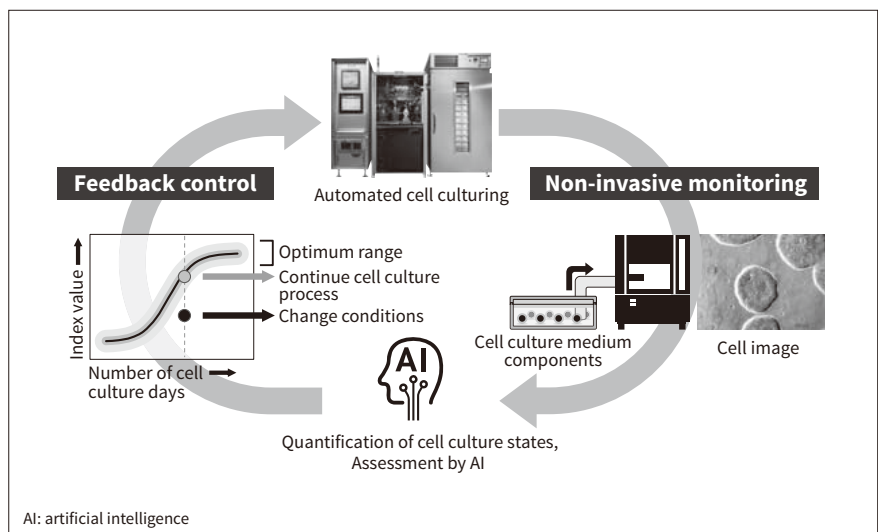 Automated cell culturing
Feedback control
Non-invasive monitoring
Index value
Optimum range
Continue cell culture
process
Change conditions
Number of cell
culture days
Cell culture medium
components
Cell image
AI
Quantification of cell culture states,
Assessment by AI
AI: artificial intelligence